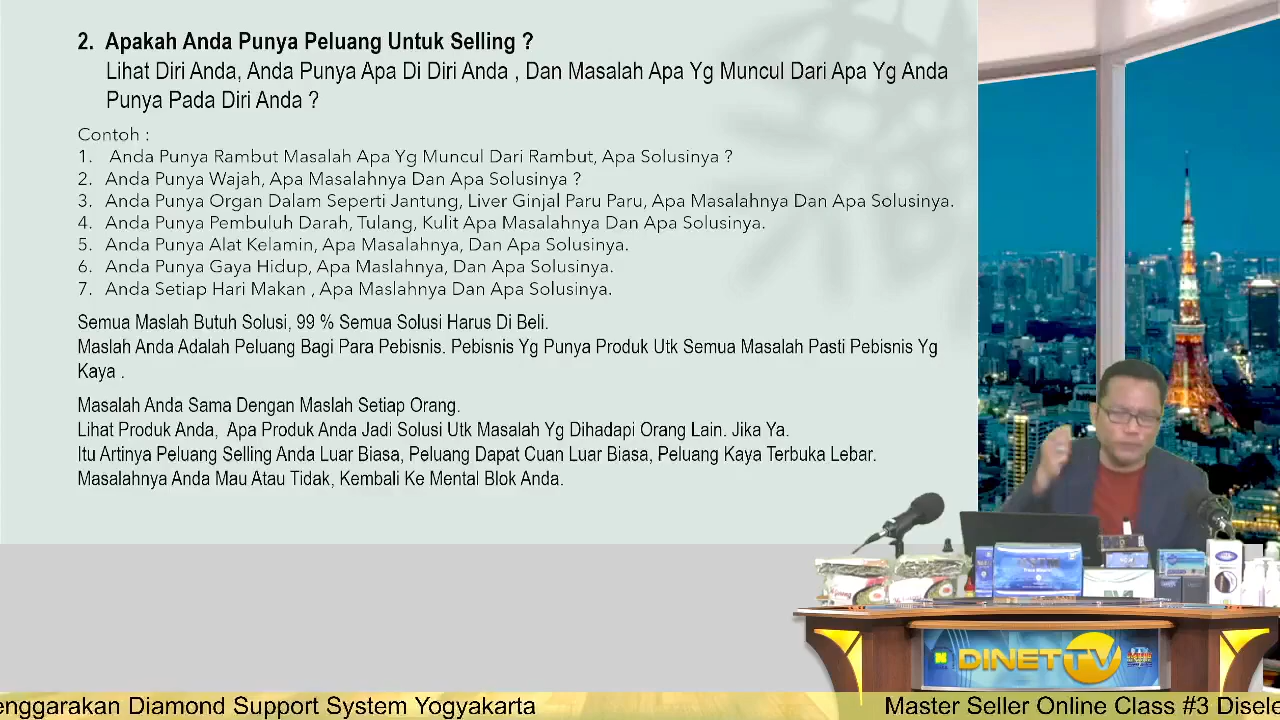 2. Apakah Anda Punya Peluang Untuk Selling ?
Lihat Diri Anda, Anda Punya Apa Di Diri Anda , Dan Masalah Apa Yg Muncul Dari Apa Yg Anda
Punya Pada Diri Anda ?
Contoh :
1. Anda Punya Rambut Masalah Apa Yg Muncul Dari Rambut, Apa Solusinya ?
2. Anda Punya Wajah, Apa Masalahnya Dan Apa Solusinya ?
3. Anda Punya Organ Dalam Seperti Jantung, Liver Ginjal Paru Paru, Apa Masalahnya Dan Apa Solusinya.
4. Anda Punya Pembuluh Darah, Tulang, Kulit Apa Masalahnya Dan Apa Solusinya.
5. Anda Punya Alat Kelamin, Apa Masalahnya, Dan Apa Solusinya.
6. Anda Punya Gaya Hidup, Apa Maslahnya, Dan Apa Solusinya.
7. Anda Setiap Hari Makan , Apa Maslahnya Dan Apa Solusinya.
Semua Maslah Butuh Solusi, 99 % Semua Solusi Harus Di Beli.
Maslah Anda Adalah Peluang Bagi Para Pebisnis. Pebisnis Yg Punya Produk Utk Semua Masalah Pasti Pebisnis Yg
Kaya .
Masalah Anda Sama Dengan Maslah Setiap Orang.
Lihat Produk Anda, Apa Produk Anda Jadi Solusi Utk Masalah Yg Dihadapi Orang Lain. Jika Ya.
Itu Artinya Peluang Selling Anda Luar Biasa, Peluang Dapat Cuan Luar Biasa, Peluang Kaya Terbuka Lebar.
Masalahnya Anda Mau Atau Tidak, Kembali Ke Mental Blok Anda.
DINET TV
enggarakan Diamond Support System Yogyakarta
Master Seller Online Class #3 Disele